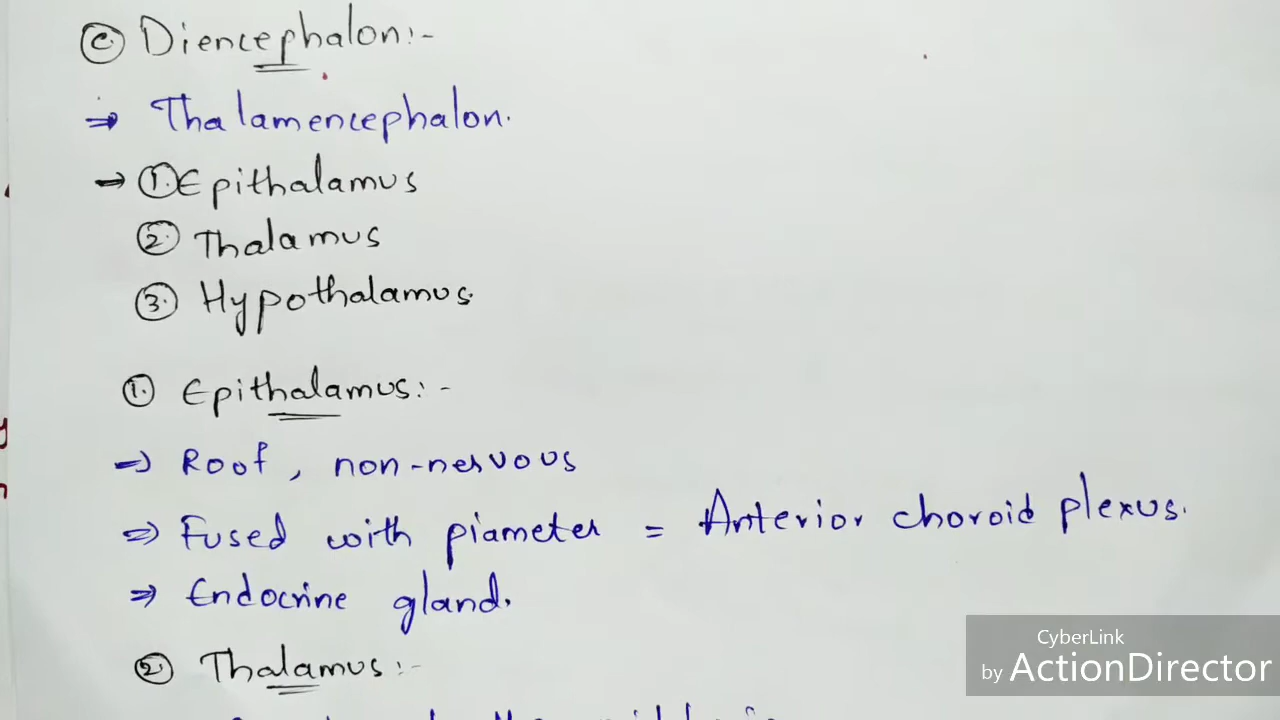 C. Diencephalon:-
⇒ Thalamencephalon.
→ 1. Epithalamus
2. Thalamus
3. Hypothalamus.
1. Epithalamus:-
⇒ Roof, non-nervous
⇒ Fused with piameter = Anterior choroid plexus.
⇒ Endocrine gland.
2. Thalamus:-
CyberLink
by ActionDirector